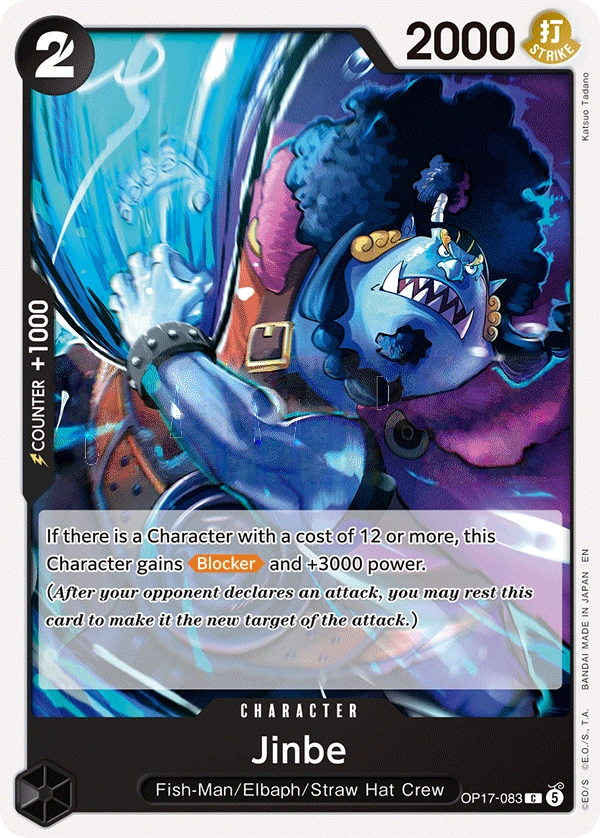 2
2000
打
STRIKE
Katsuo Tadano
COUNTER +1000
If there is a Character with a cost of 12 or more, this
Character gains Blocker and +3000 power.
(After your opponent declares an attack, you may rest this
card to make it the new target of the attack.)
CHARACTER
Jinbe
Fish-Man/Elbaph/Straw Hat Crew
OP17-083 C 5
©E.O./S ©E.O./S., T.A. BANDAI MADE IN JAPAN EN